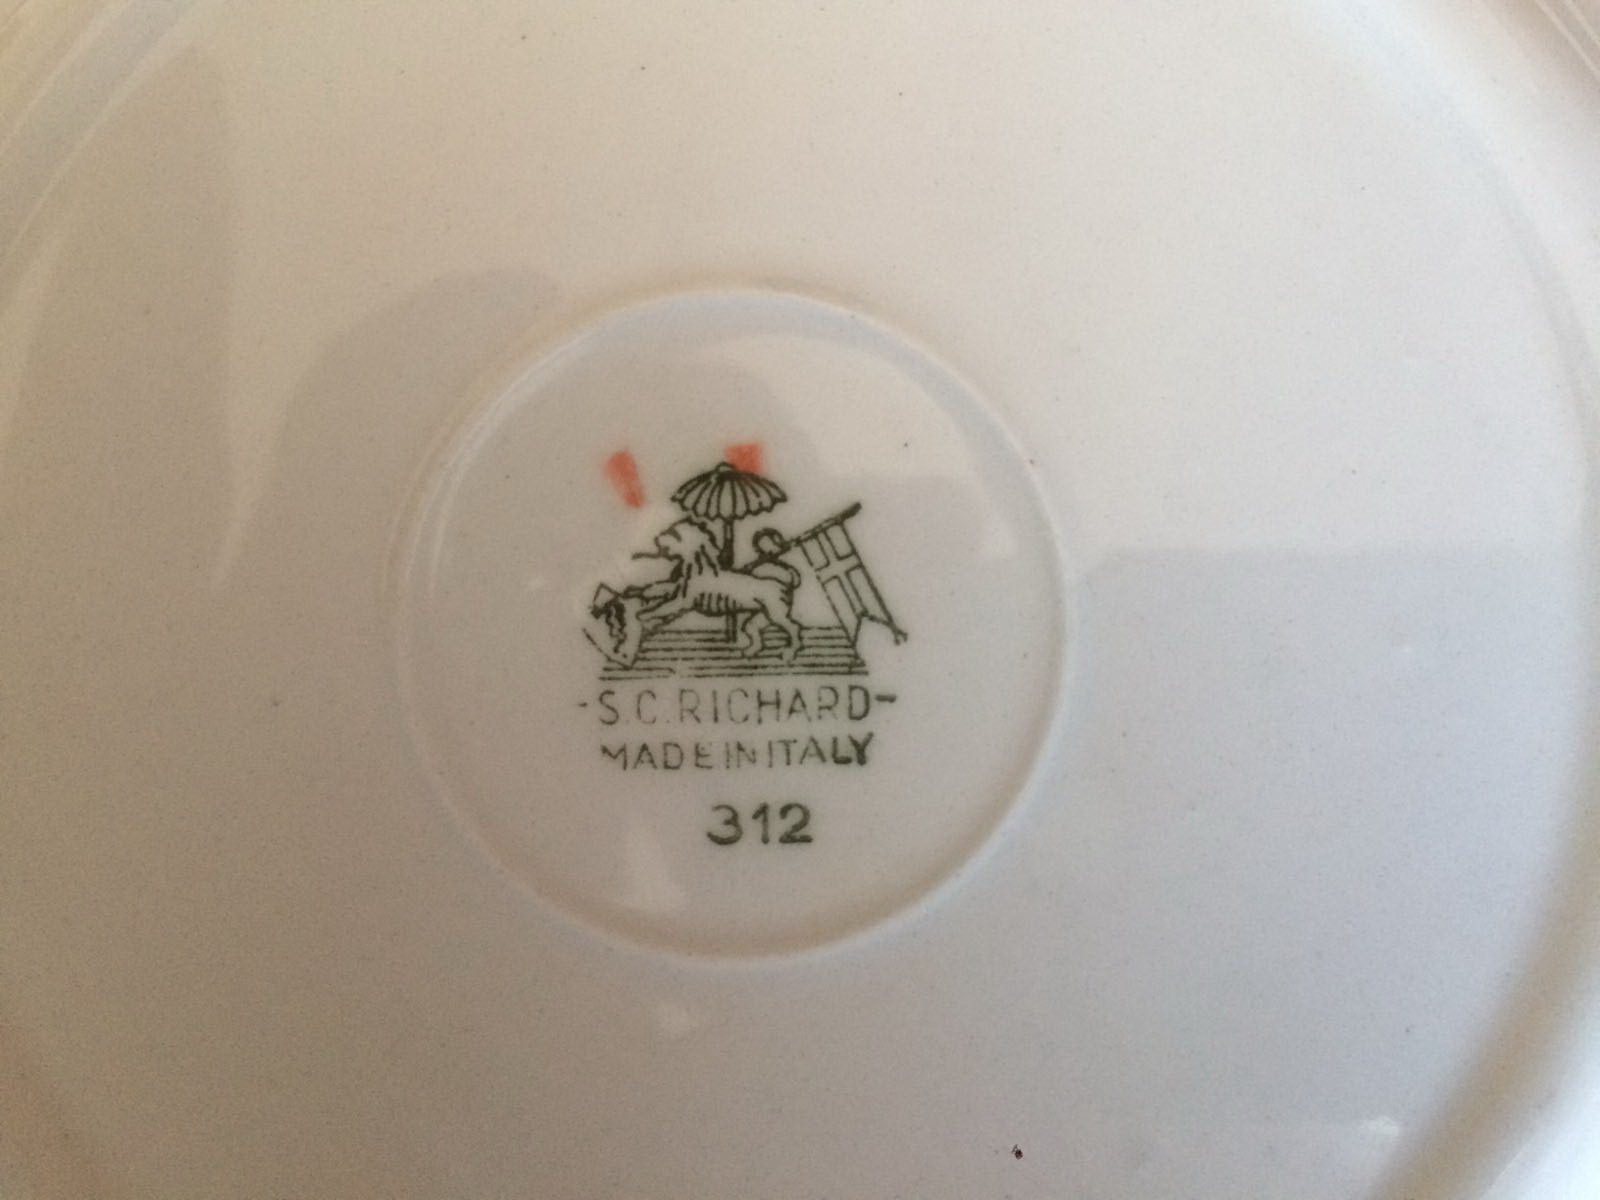 -S.C.RICHARD-
MADE IN ITALY
312